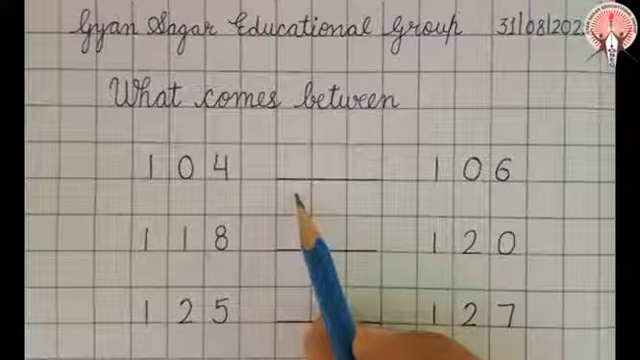 Gyan Sagar Educational Group 31/08/202
What comes between
104 ____ 106
118 ____ 120
125 ____ 127